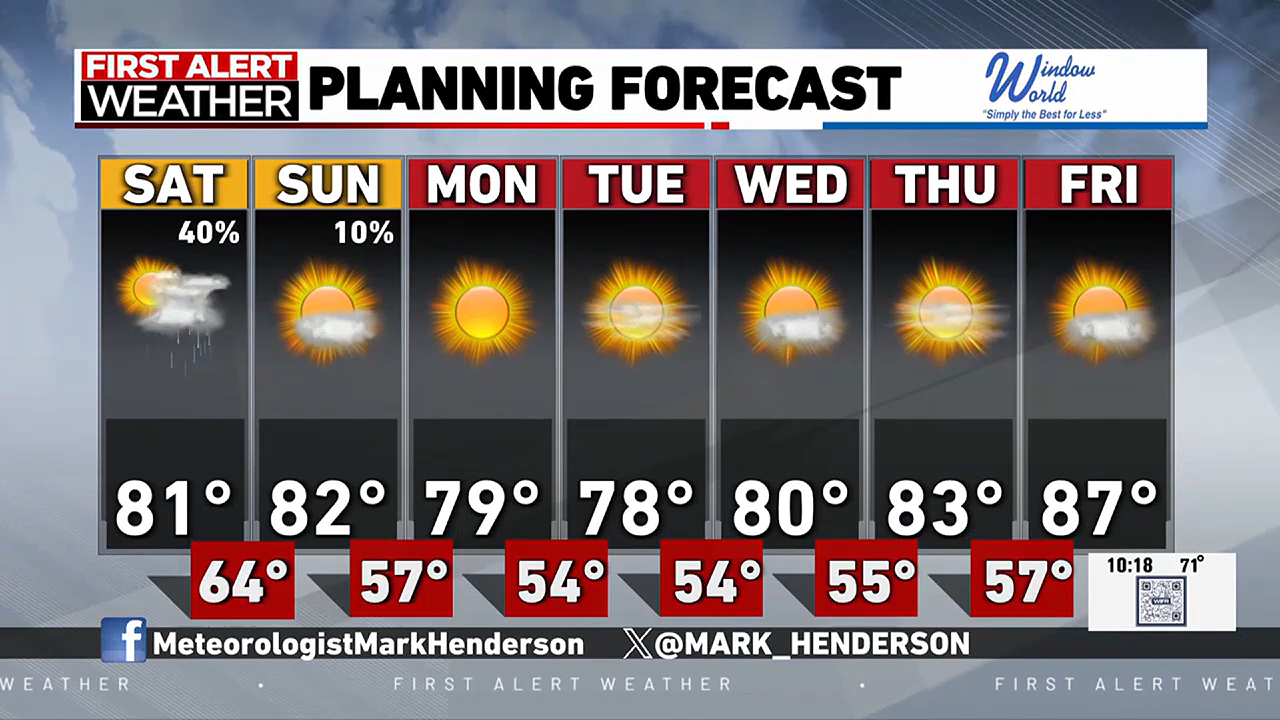 FIRST ALERT
WEATHER
PLANNING FORECAST
Window
World
"Simply the Best for Less"
SAT SUN MON TUE WED THU FRI
40% 10%
81° 82° 79° 78° 80° 83° 87°
64° 57° 54° 54° 55° 57°
10:18 71°
MeteorologistMarkHenderson X@MARK_HENDERSON
WEATHER · FIRST ALERT WEATHER · FIRST ALERT WEAT